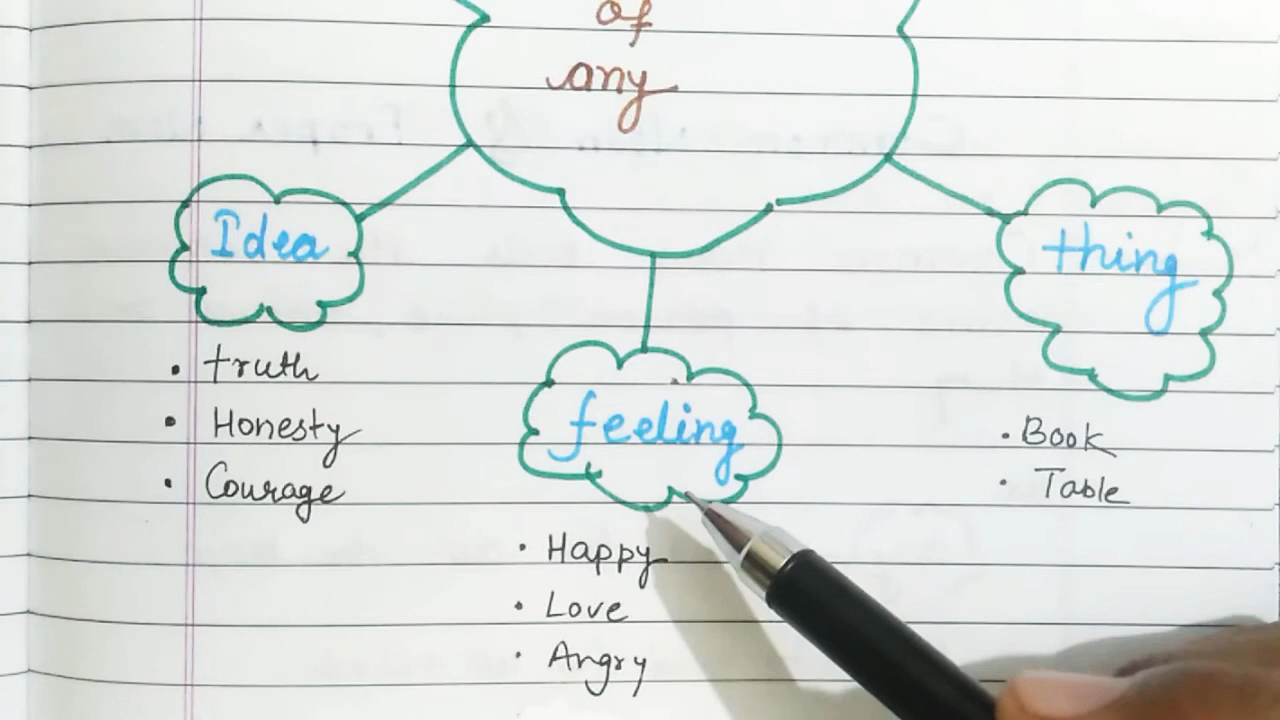 of
any
Idea
truth
Honesty
Courage
feeling
Happy
Love
Angry
thing
Book
Table